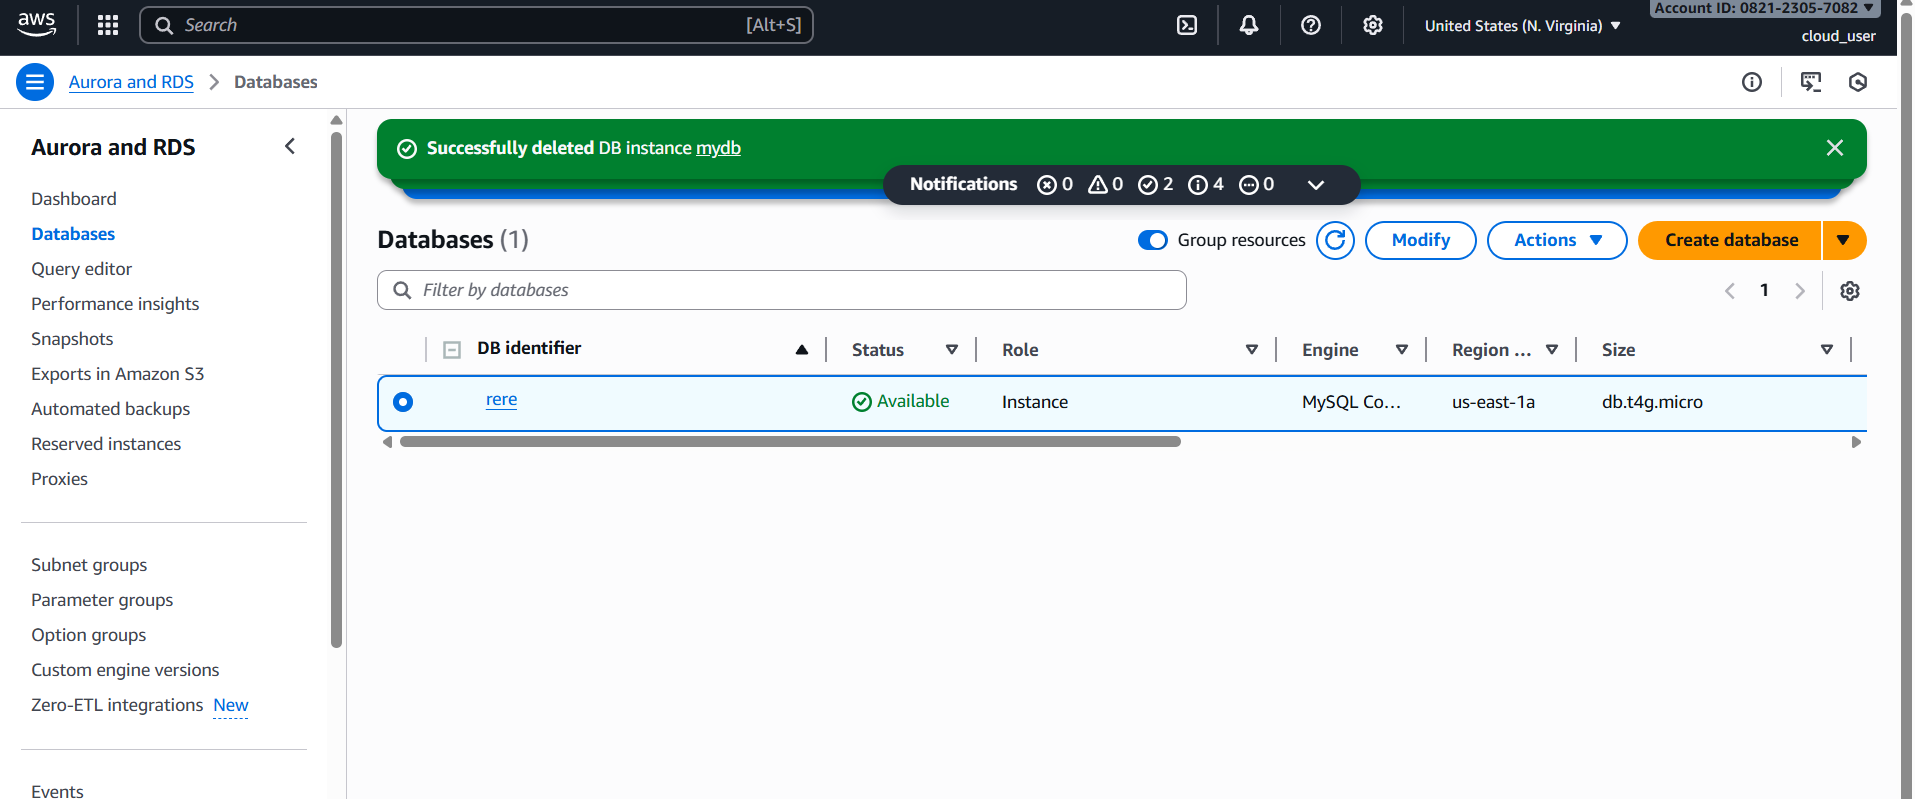 aws
Search [Alt+S]
United States (N. Virginia)
Account ID: 0821-2305-7082
cloud_user
Aurora and RDS
Databases
Aurora and RDS
Dashboard
Databases
Query editor
Performance insights
Snapshots
Exports in Amazon S3
Automated backups
Reserved instances
Proxies
Subnet groups
Parameter groups
Option groups
Custom engine versions
Zero-ETL integrations New
Events
Successfully deleted DB instance mydb
Notifications 0 0 2 4 0
Databases (1)
Group resources
Modify
Actions
Create database
Filter by databases
1
DB identifier Status Role Engine Region ... Size
rere Available Instance MySQL Co... us-east-1a db.t4g.micro